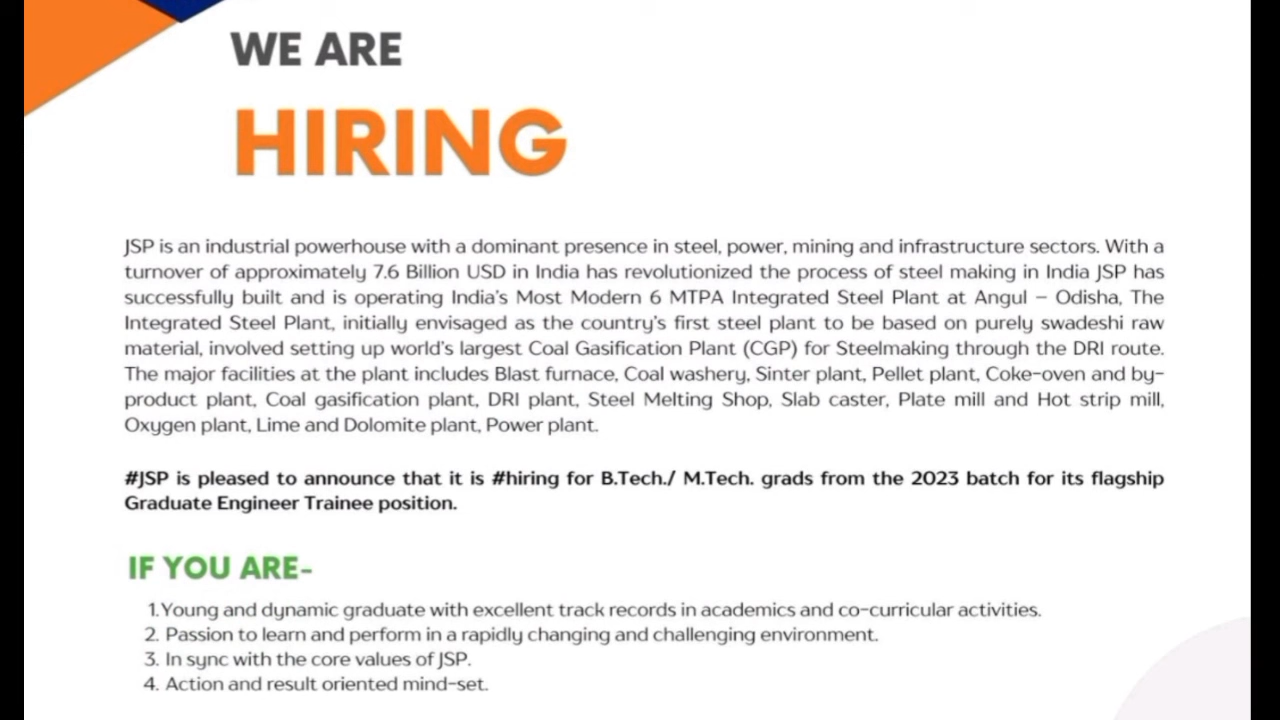 WE ARE
HIRING
JSP is an industrial powerhouse with a dominant presence in steel, power, mining and infrastructure sectors. With a
turnover of approximately 7.6 Billion USD in India has revolutionized the process of steel making in India JSP has
successfully built and is operating India's Most Modern 6 MTPA Integrated Steel Plant at Angul – Odisha, The
Integrated Steel Plant, initially envisaged as the country's first steel plant to be based on purely swadeshi raw
material, involved setting up world's largest Coal Gasification Plant (CGP) for Steelmaking through the DRI route.
The major facilities at the plant includes Blast furnace, Coal washery, Sinter plant, Pellet plant, Coke-oven and by-
product plant, Coal gasification plant, DRI plant, Steel Melting Shop, Slab caster, Plate mill and Hot strip mill,
Oxygen plant, Lime and Dolomite plant, Power plant.
#JSP is pleased to announce that it is #hiring for B.Tech./ M.Tech. grads from the 2023 batch for its flagship
Graduate Engineer Trainee position.
IF YOU ARE-
1.Young and dynamic graduate with excellent track records in academics and co-curricular activities.
2. Passion to learn and perform in a rapidly changing and challenging environment.
3. In sync with the core values of JSP.
4. Action and result oriented mind-set.